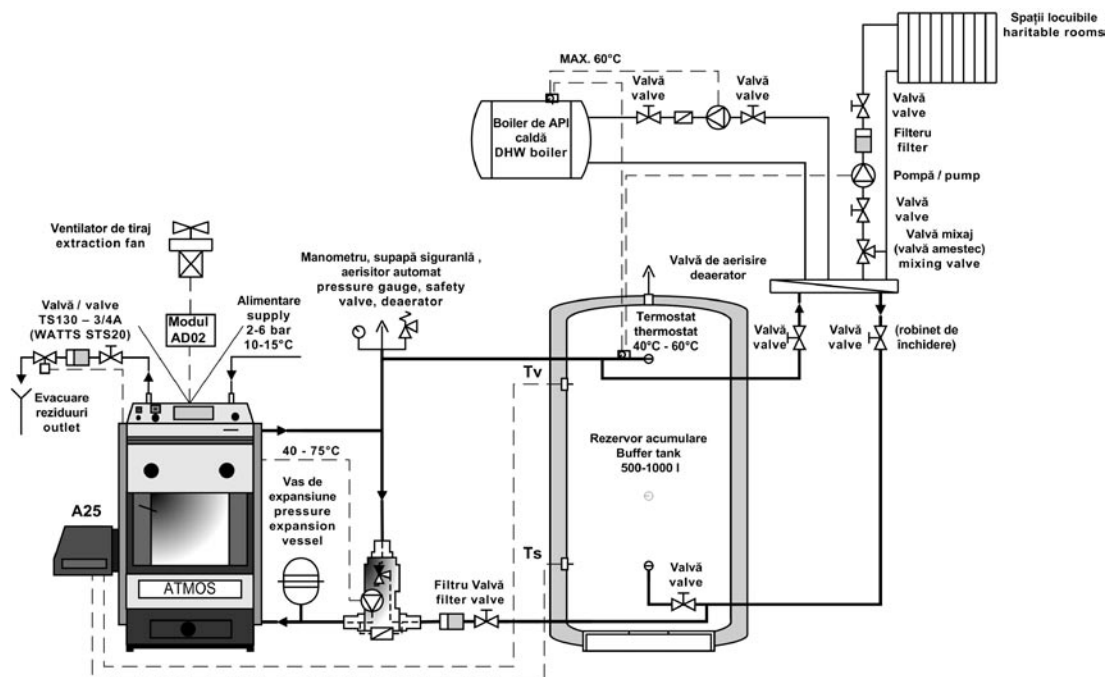 Spații locuibile
haritable rooms
MAX. 60°C
Valvă
valve
Valvă
valve
Boiler de API
caldă
DHW boiler
Valvă
valve
Filteru
filter
Pompă / pump
Valvă
valve
Valvă mixaj
(valvă amestec)
mixing valve
Ventilator de tiraj
extraction fan
Manometru, supapă siguranlă ,
aerisitor automat
pressure gauge, safety
valve, deaerator
Valvă de aerisire
deaerator
Valvă / valve
TS130 – 3/4A
(WATTS STS20)
Modul
AD02
Alimentare
supply
2-6 bar
10-15°C
Termostat
thermostat
40°C - 60°C
Valvă
valve
Valvă
valve
(robinet de
închidere)
Evacuare
reziduuri
outlet
Tv
40 - 75°C
Rezervor acumulare
Buffer tank
500-1000 l
Vas de
expansiune
pressure
expansion
vessel
A25
Ts
ATMOS
Filtru Valvă
filter valve
Valvă
valve